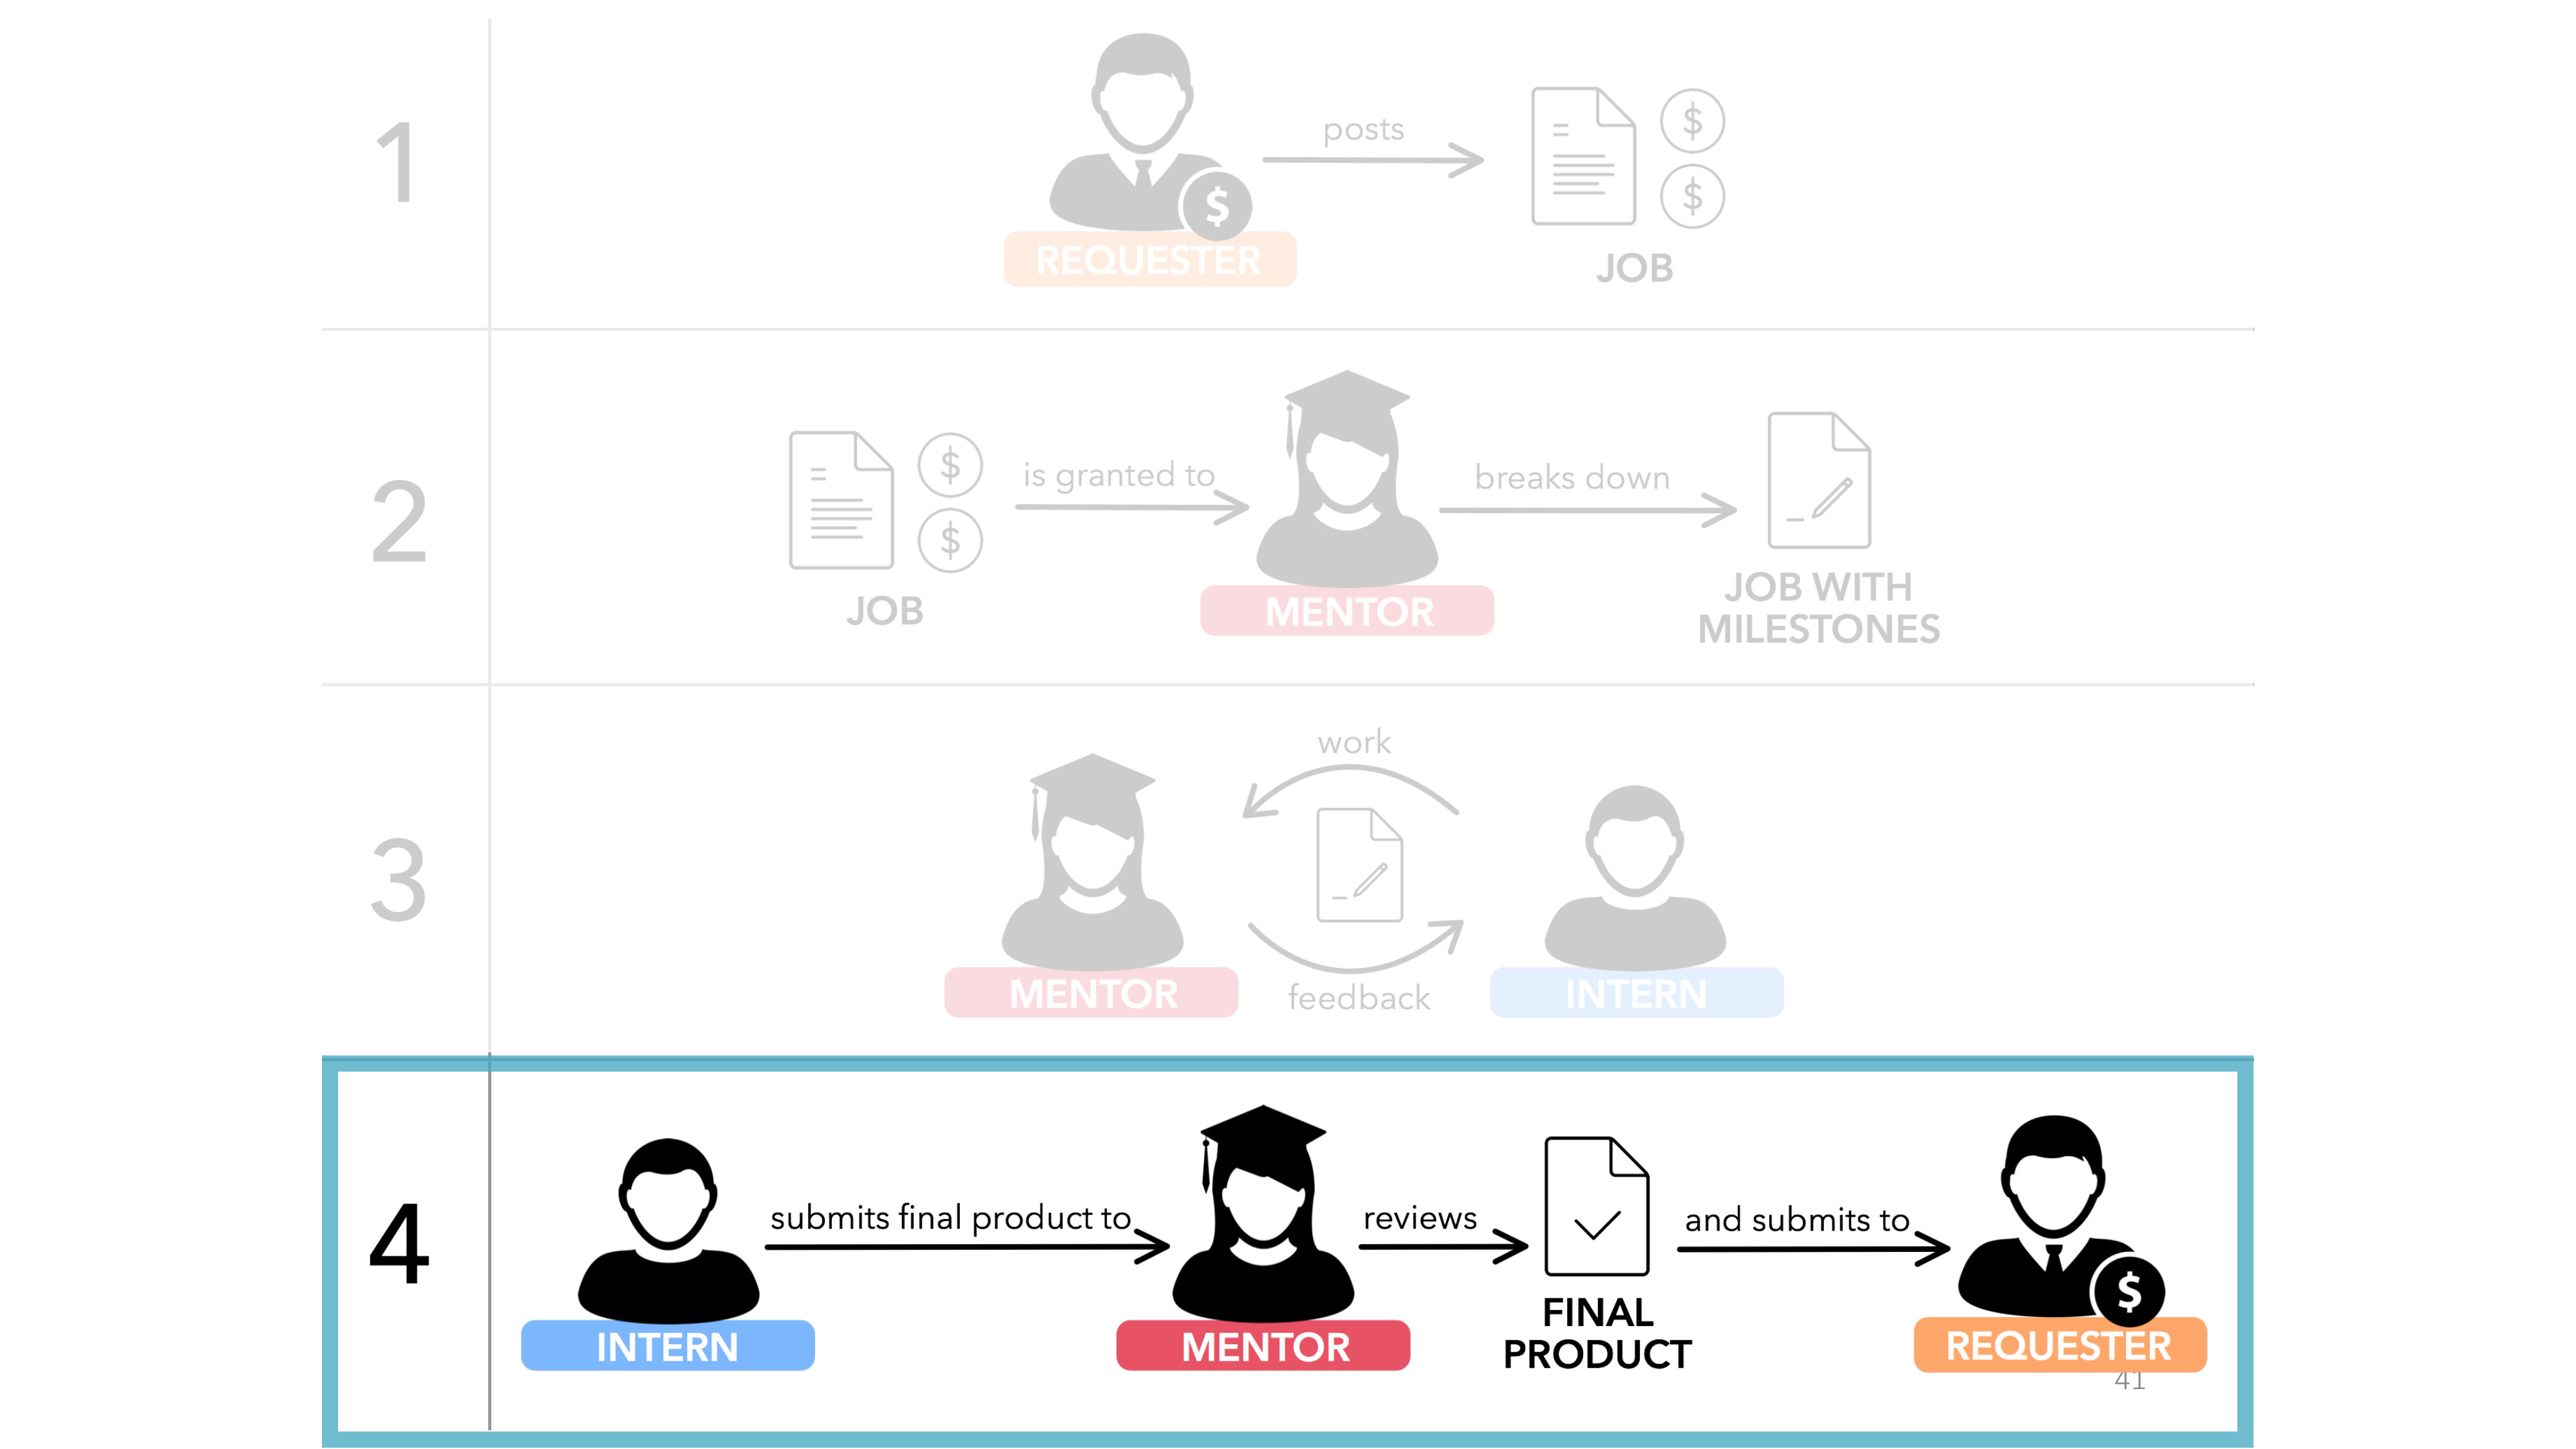 1
posts
$
$
$
REQUESTER
JOB
2
is granted to
breaks down
$
$
JOB
MENTOR
JOB WITH
MILESTONES
3
work
MENTOR
feedback
INTERN
4
submits final product to
reviews
and submits to
$
FINAL
PRODUCT
INTERN
MENTOR
REQUESTER
41